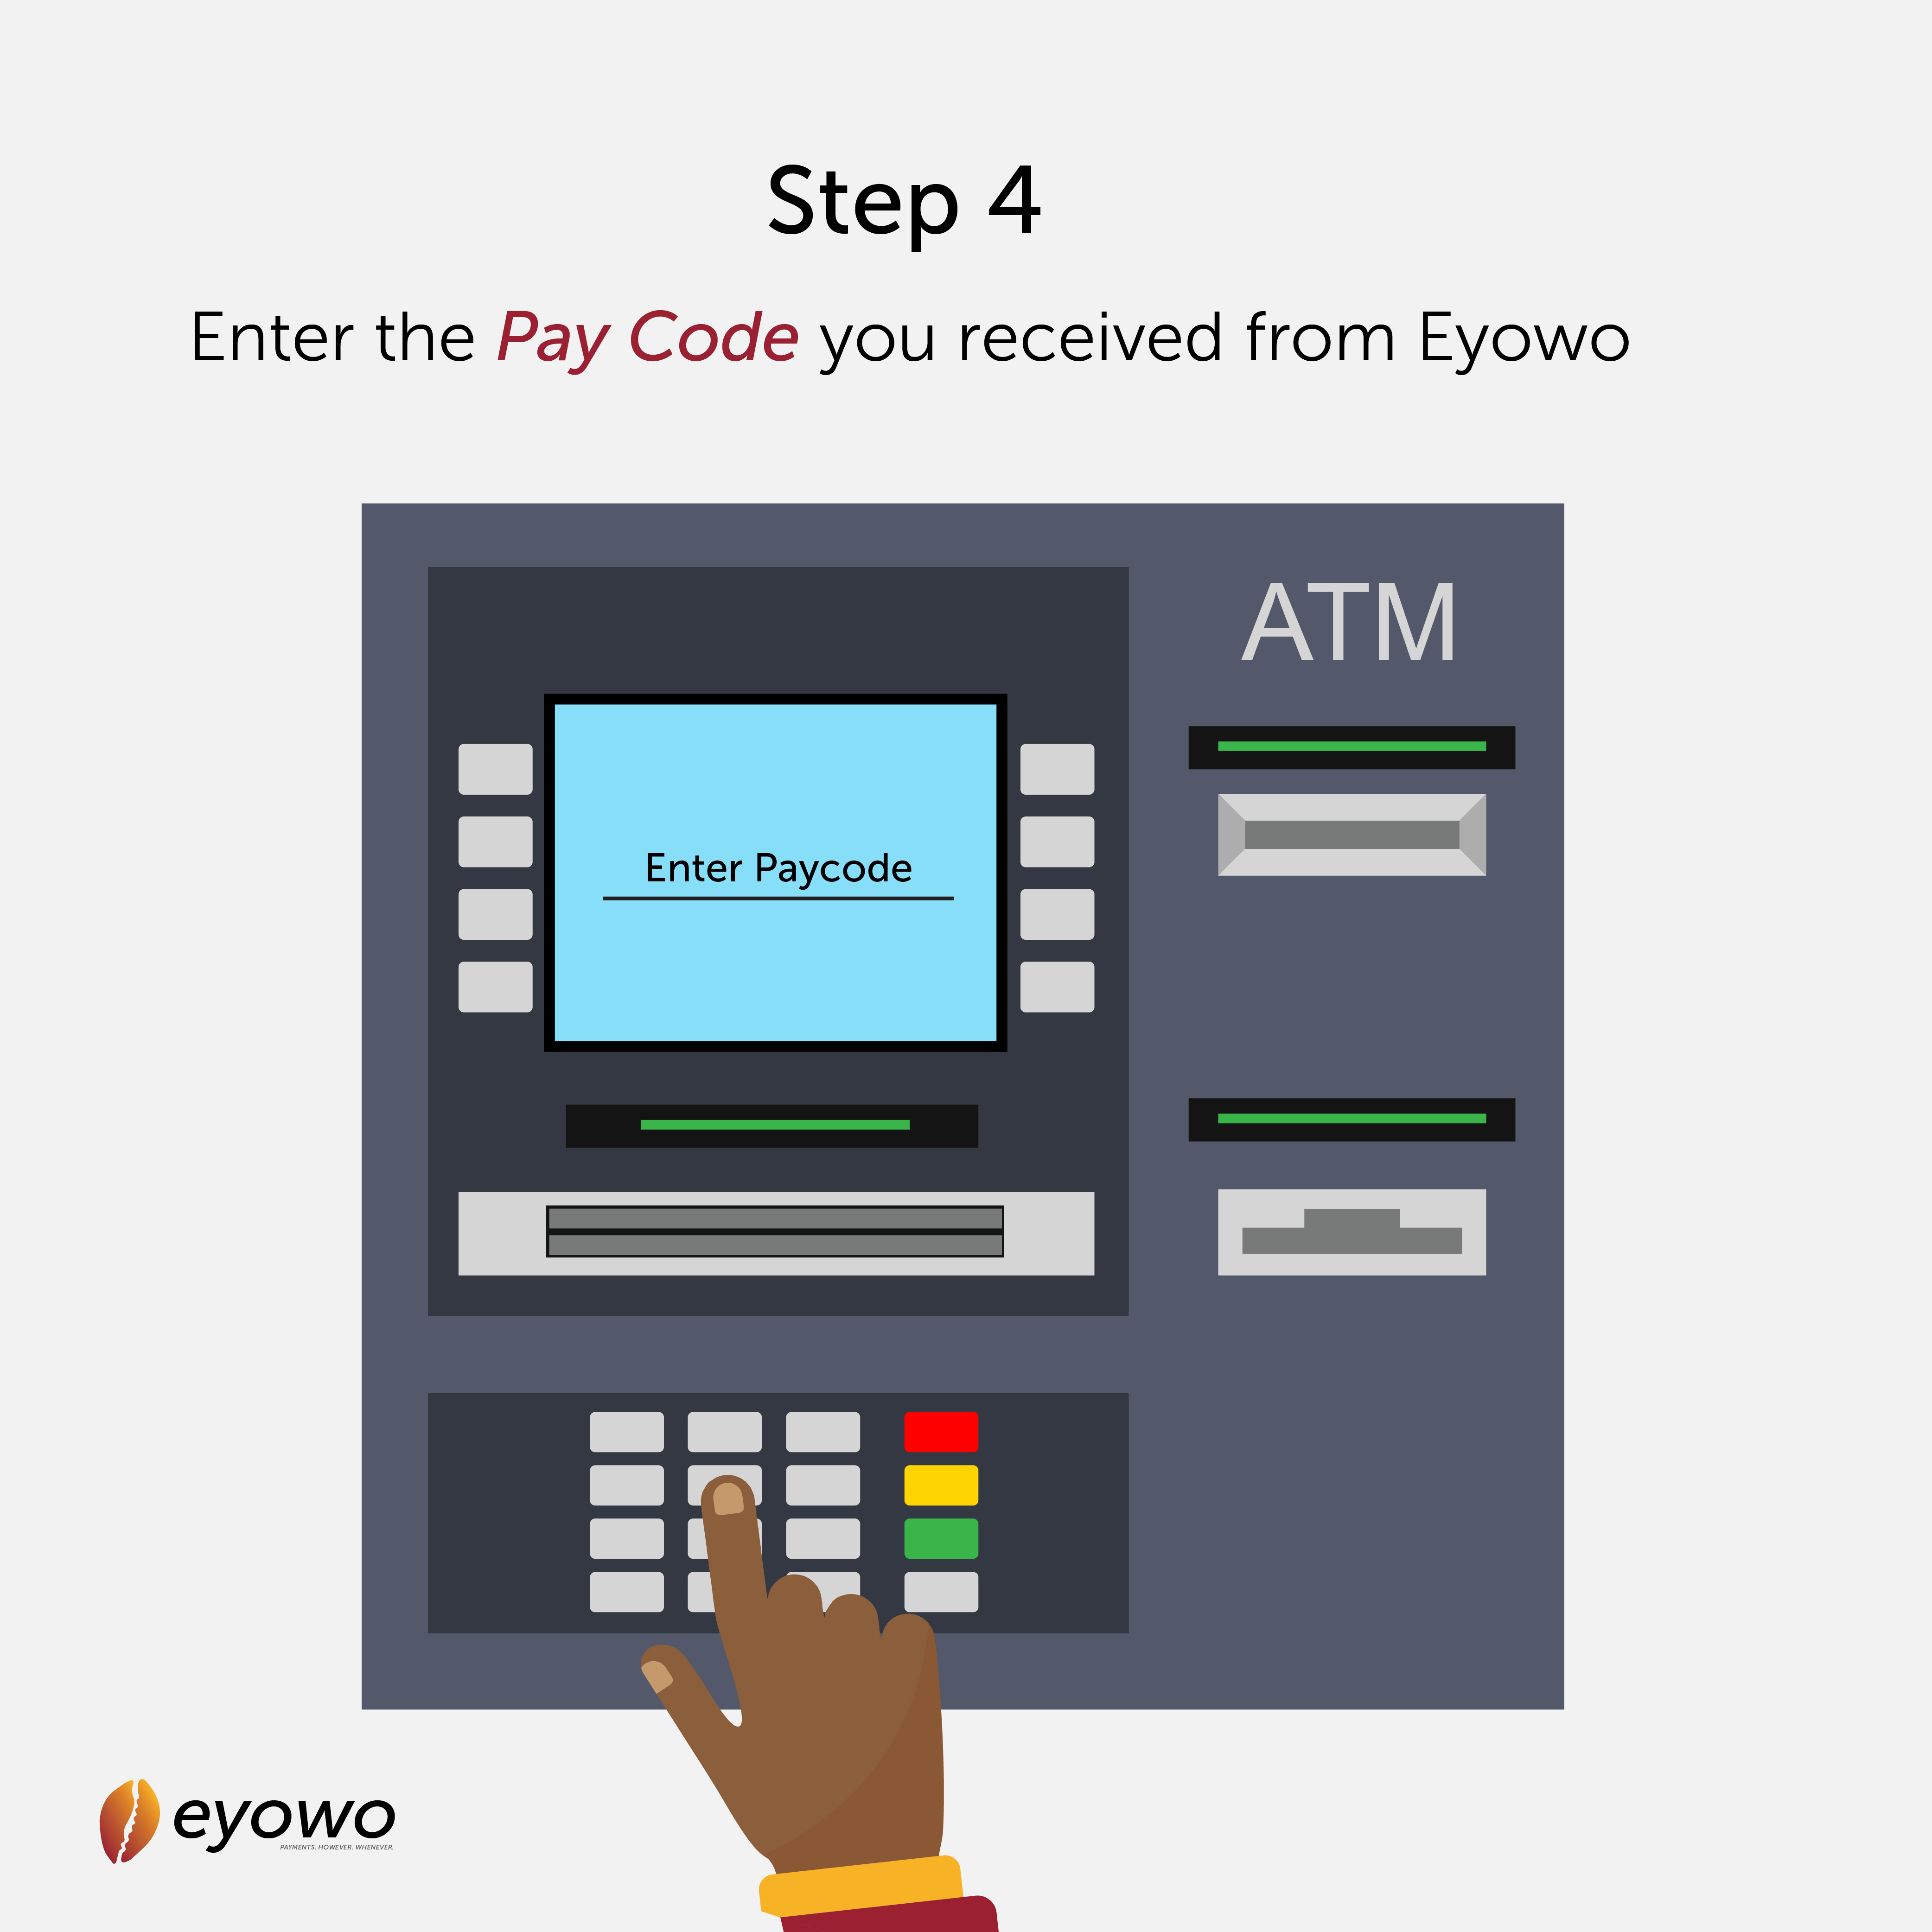 Step 4
Enter the Pay Code you received from Eyowo
ATM
Enter Paycode
eyowo
PAYMENTS. HOWEVER. WHENEVER.